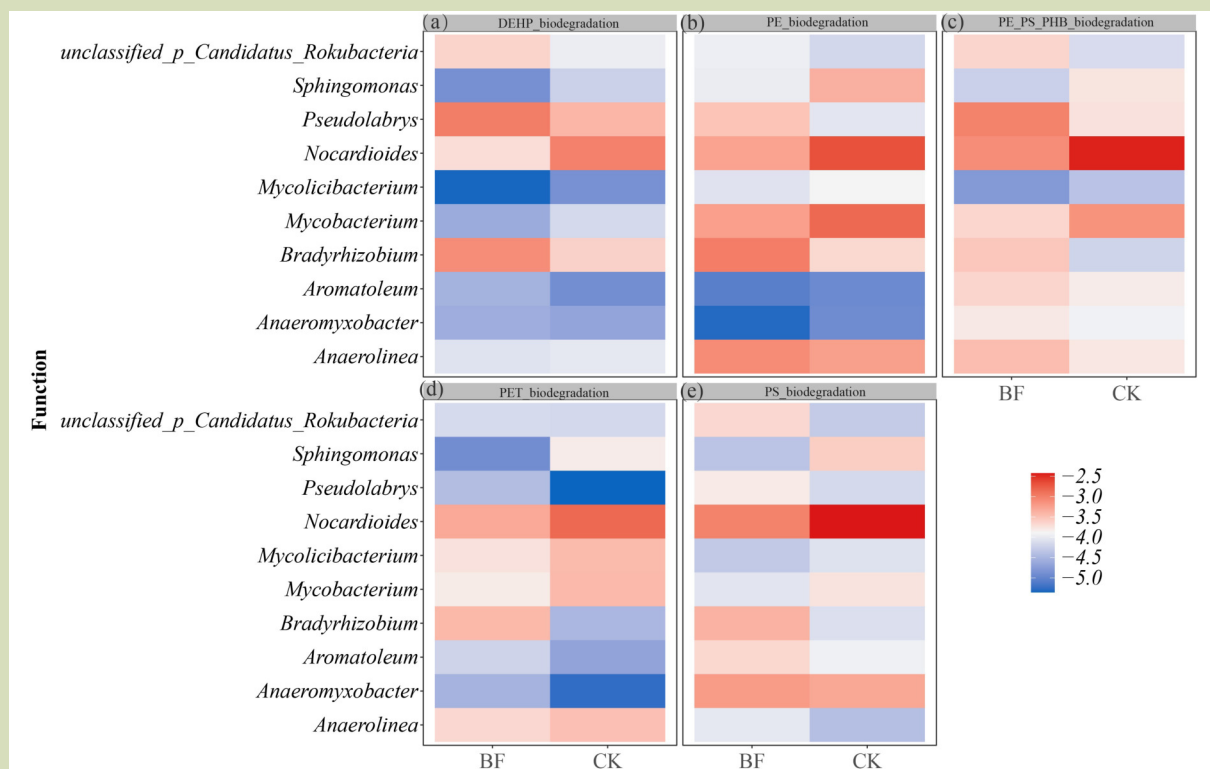 (a) DEHP_biodegradation
(b) PE_biodegradation
(c) PE_PS_PHB_biodegradation
unclassified_p_Candidatus_Rokubacteria
Sphingomonas
Pseudolabrys
Nocardioides
Mycolicibacterium
Mycobacterium
Bradyrhizobium
Aromatoleum
Anaeromyxobacter
Anaerolinea
BF CK
Function
(d) PET_biodegradation
(e) PS_biodegradation
unclassified_p_Candidatus_Rokubacteria
Sphingomonas
Pseudolabrys
Nocardioides
Mycolicibacterium
Mycobacterium
Bradyrhizobium
Aromatoleum
Anaeromyxobacter
Anaerolinea
BF CK
BF CK
−2.5
−3.0
−3.5
−4.0
−4.5
−5.0